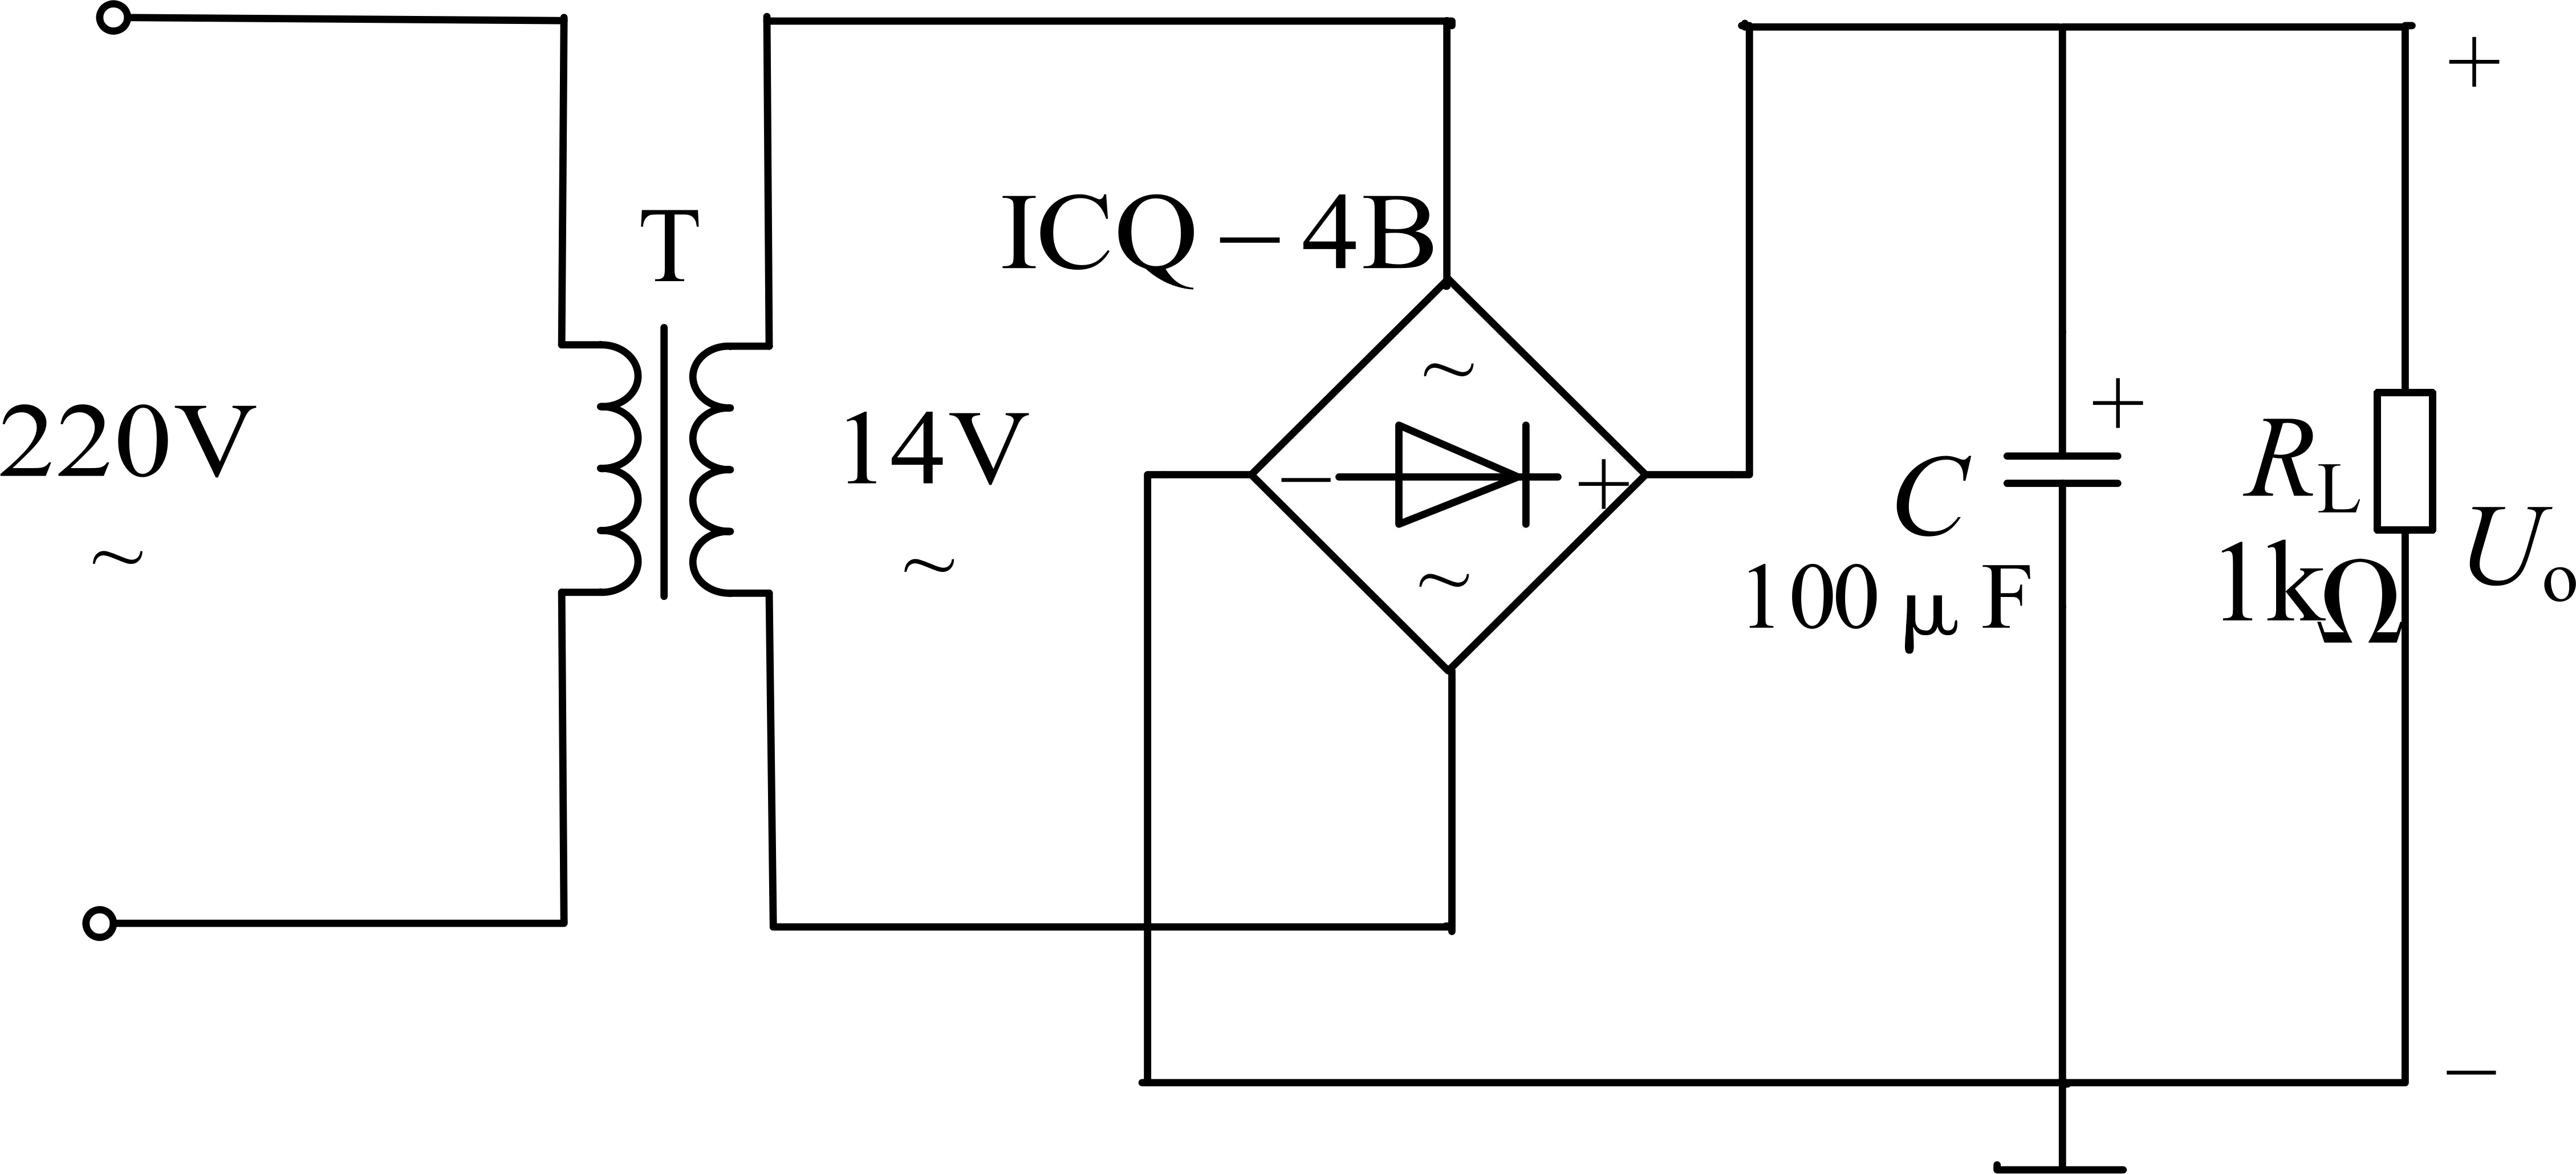 T
ICQ – 4B
220V
~
14V
~
~
– +
~
+
C
100 μ F
+
R_L
1kΩ
+
U_o
–